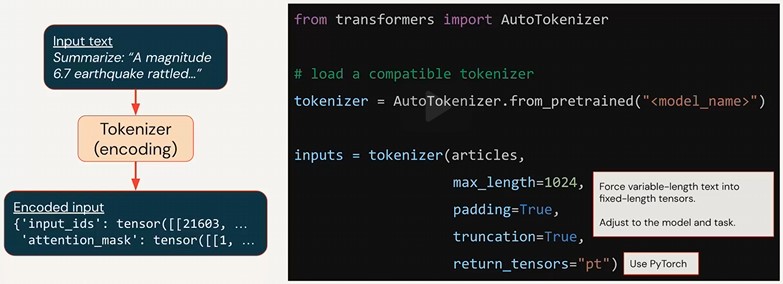 Input text
Summarize: “A magnitude
6.7 earthquake rattled…”
Tokenizer
(encoding)
Encoded input
{'input_ids': tensor([[21603, …
'attention_mask': tensor([[1, …
from transformers import AutoTokenizer
# load a compatible tokenizer
tokenizer = AutoTokenizer.from_pretrained("<model_name>")
inputs = tokenizer(articles,
max_length=1024,
padding=True,
truncation=True,
return_tensors="pt")
Force variable-length text into
fixed-length tensors.
Adjust to the model and task.
Use PyTorch